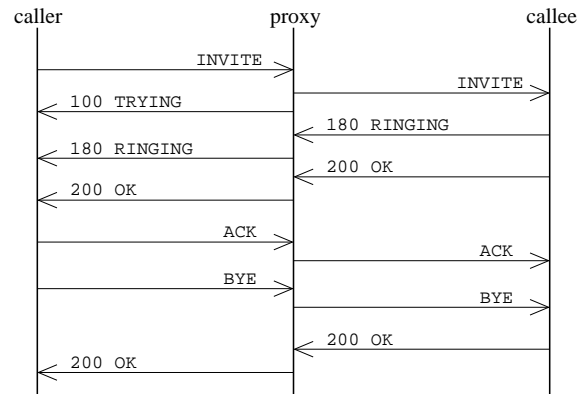 caller proxy callee
INVITE
INVITE
100 TRYING
180 RINGING
180 RINGING
200 OK
200 OK
ACK
ACK
BYE
BYE
200 OK
200 OK